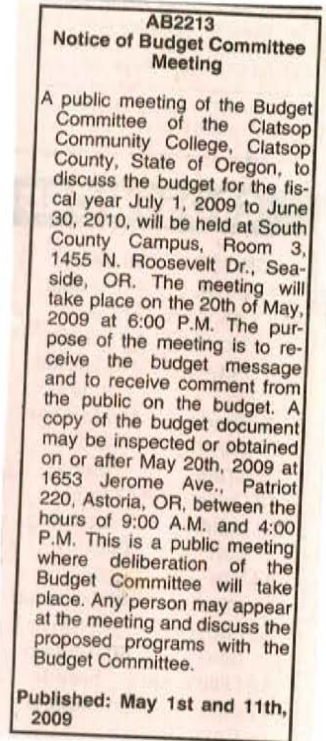 AB2213
Notice of Budget Committee
Meeting
A public meeting of the Budget
Committee of the Clatsop
Community College, Clatsop
County, State of Oregon, to
discuss the budget for the fis-
cal year July 1, 2009 to June
30, 2010, will be held at South
County Campus, Room 3,
1455 N. Roosevelt Dr., Sea-
side, OR. The meeting will
take place on the 20th of May,
2009 at 6:00 P.M. The pur-
pose of the meeting is to re-
ceive the budget message
and to receive comment from
the public on the budget. A
copy of the budget document
may be inspected or obtained
on or after May 20th, 2009 at
1653 Jerome Ave., Patriot
220, Astoria, OR, between the
hours of 9:00 A.M. and 4:00
P.M. This is a public meeting
where deliberation of the
Budget Committee will take
place. Any person may appear
at the meeting and discuss the
proposed programs with the
Budget Committee.
Published: May 1st and 11th,
2009